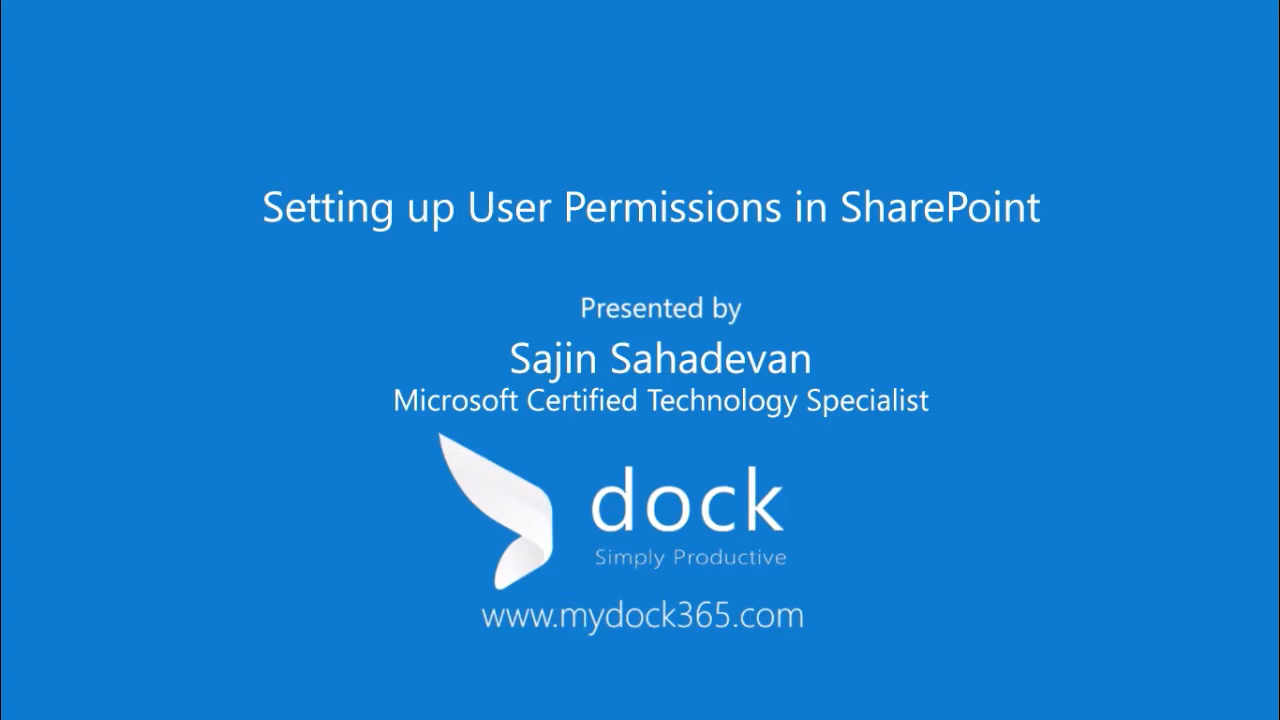 Setting up User Permissions in SharePoint
Presented by
Sajin Sahadevan
Microsoft Certified Technology Specialist
dock
Simply Productive
www.mydock365.com